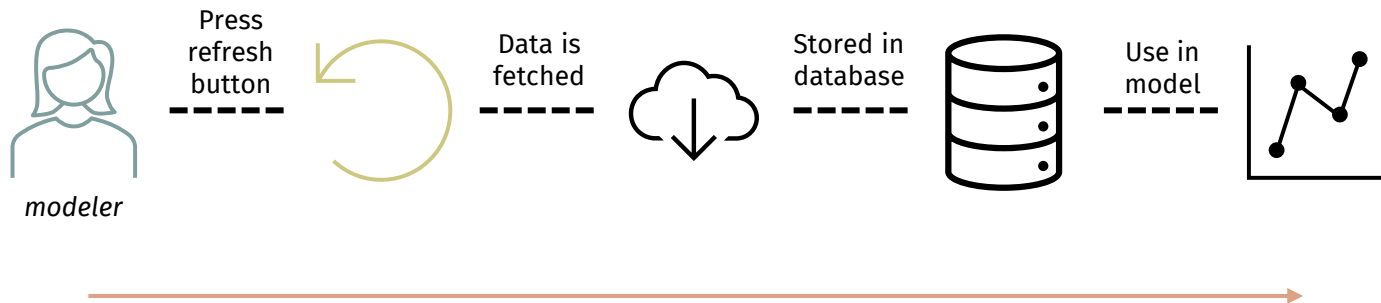 Press
refresh
button
Data is
fetched
Stored in
database
Use in
model
modeler